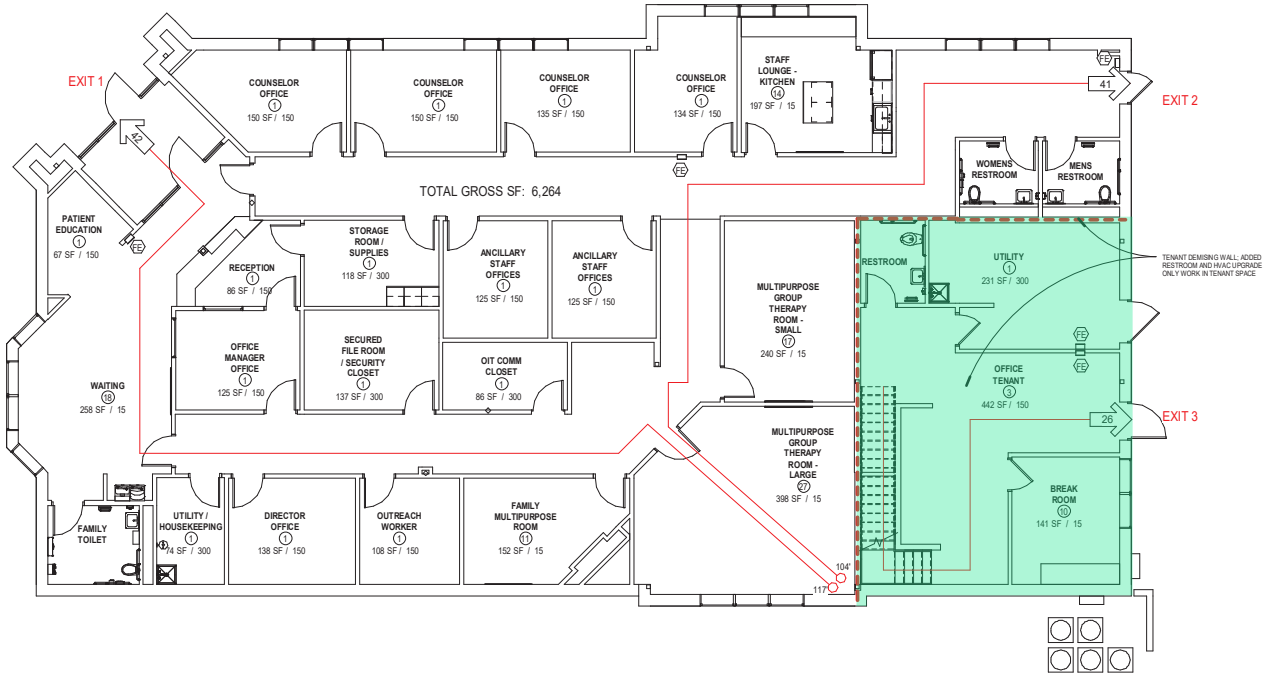 EXIT 1
42
COUNSELOR
OFFICE
1
150 SF / 150
COUNSELOR
OFFICE
1
150 SF / 150
COUNSELOR
OFFICE
1
135 SF / 150
COUNSELOR
OFFICE
1
134 SF / 150
STAFF
LOUNGE -
KITCHEN
14
197 SF / 15
FE
41
EXIT 2
FE
WOMENS
RESTROOM
MENS
RESTROOM
TOTAL GROSS SF: 6,264
PATIENT
EDUCATION
1
67 SF / 150
FE
RECEPTION
1
86 SF / 150
STORAGE
ROOM /
SUPPLIES
1
118 SF / 300
ANCILLARY
STAFF
OFFICES
1
125 SF / 150
ANCILLARY
STAFF
OFFICES
1
125 SF / 150
MULTIPURPOSE
GROUP
THERAPY
ROOM -
SMALL
17
240 SF / 15
RESTROOM
UTILITY
1
231 SF / 300
TENANT DEMISING WALL; ADDED
RESTROOM AND HVAC UPGRADE
ONLY WORK IN TENANT SPACE
FE
FE
OFFICE
MANAGER
OFFICE
1
125 SF / 150
SECURED
FILE ROOM
/ SECURITY
CLOSET
1
137 SF / 300
OIT COMM
CLOSET
1
86 SF / 300
OFFICE
TENANT
3
442 SF / 150
WAITING
18
258 SF / 15
26
EXIT 3
MULTIPURPOSE
GROUP
THERAPY
ROOM -
LARGE
27
398 SF / 15
BREAK
ROOM
10
141 SF / 15
FAMILY
TOILET
UTILITY /
HOUSEKEEPING
1
74 SF / 300
DIRECTOR
OFFICE
1
138 SF / 150
OUTREACH
WORKER
1
108 SF / 150
FAMILY
MULTIPURPOSE
ROOM
11
152 SF / 15
104'
117'